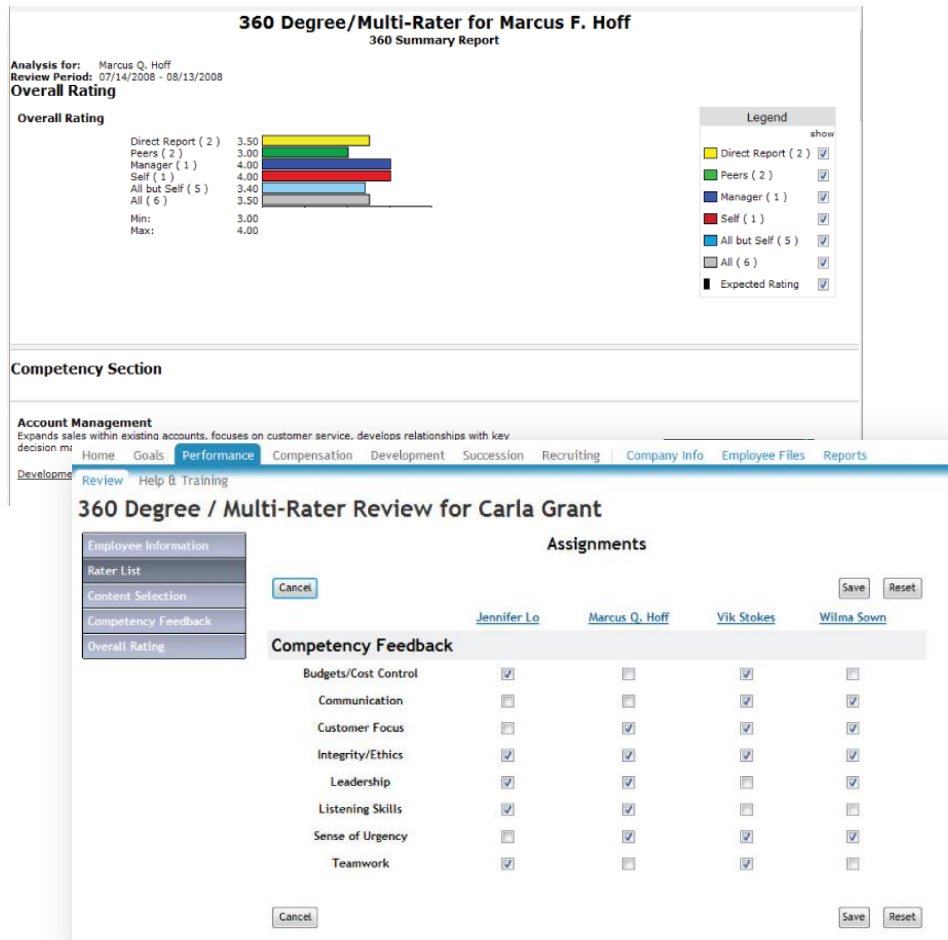 360 Degree/Multi-Rater for Marcus F. Hoff
360 Summary Report
Analysis for: Marcus Q. Hoff
Review Period: 07/14/2008 - 08/13/2008
Overall Rating
Overall Rating
Direct Report ( 2 ) 3.50
Peers ( 2 ) 3.00
Manager ( 1 ) 4.00
Self ( 1 ) 4.00
All but Self ( 5 ) 3.40
All ( 6 ) 3.50
Min: 3.00
Max: 4.00
Legend
show
Direct Report ( 2 )
Peers ( 2 )
Manager ( 1 )
Self ( 1 )
All but Self ( 5 )
All ( 6 )
Expected Rating
Competency Section
Account Management
Expands sales within existing accounts, focuses on customer service, develops relationships with key
decision
Home Goals Performance Compensation Development Succession Recruiting Company Info Employee Files Reports
Review Help & Training
360 Degree / Multi-Rater Review for Carla Grant
Employee Information
Rater List
Content Selection
Competency Feedback
Overall Rating
Assignments
Cancel Save Reset
Jennifer Lo Marcus Q. Hoff Vik Stokes Wilma Sown
Competency Feedback
Budgets/Cost Control
Communication
Customer Focus
Integrity/Ethics
Leadership
Listening Skills
Sense of Urgency
Teamwork
Cancel Save Reset